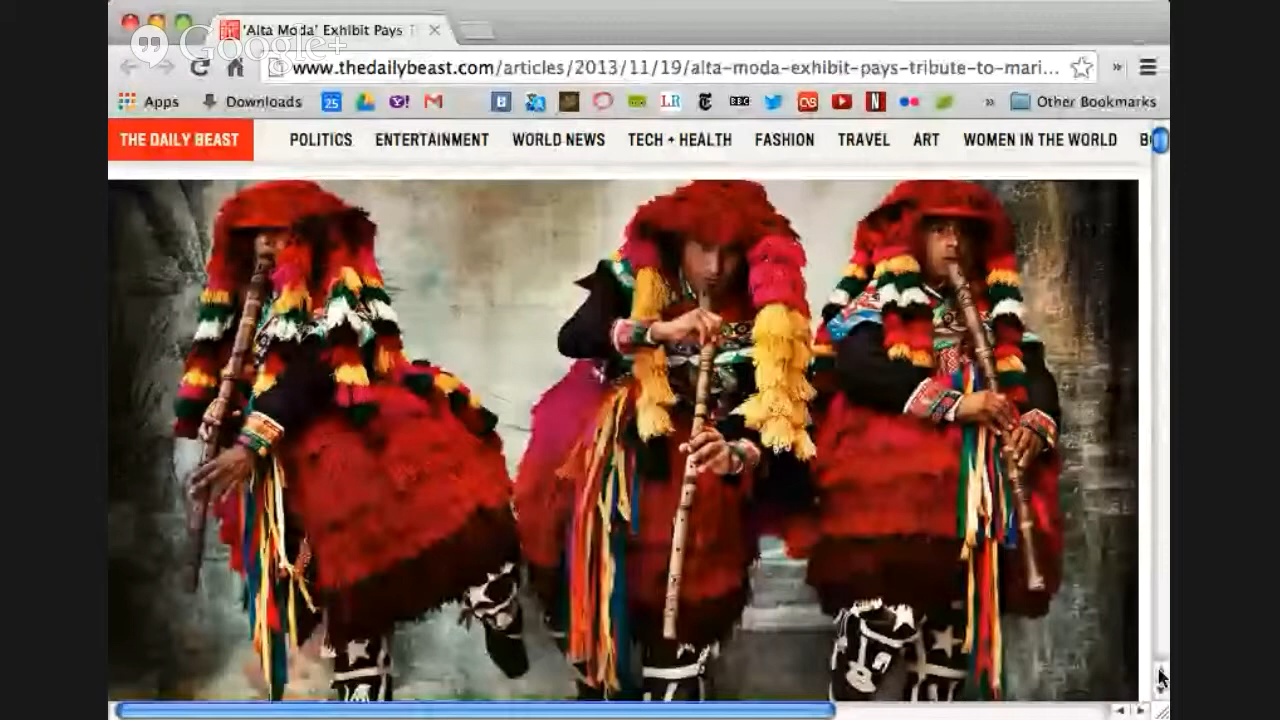 'Alta Moda' Exhibit Pays
Google+
www.thedailybeast.com/articles/2013/11/19/alta-moda-exhibit-pays-tribute-to-mari...
Apps Downloads 25 Y! B LR T BBC N Other Bookmarks
THE DAILY BEAST POLITICS ENTERTAINMENT WORLD NEWS TECH + HEALTH FASHION TRAVEL ART WOMEN IN THE WORLD